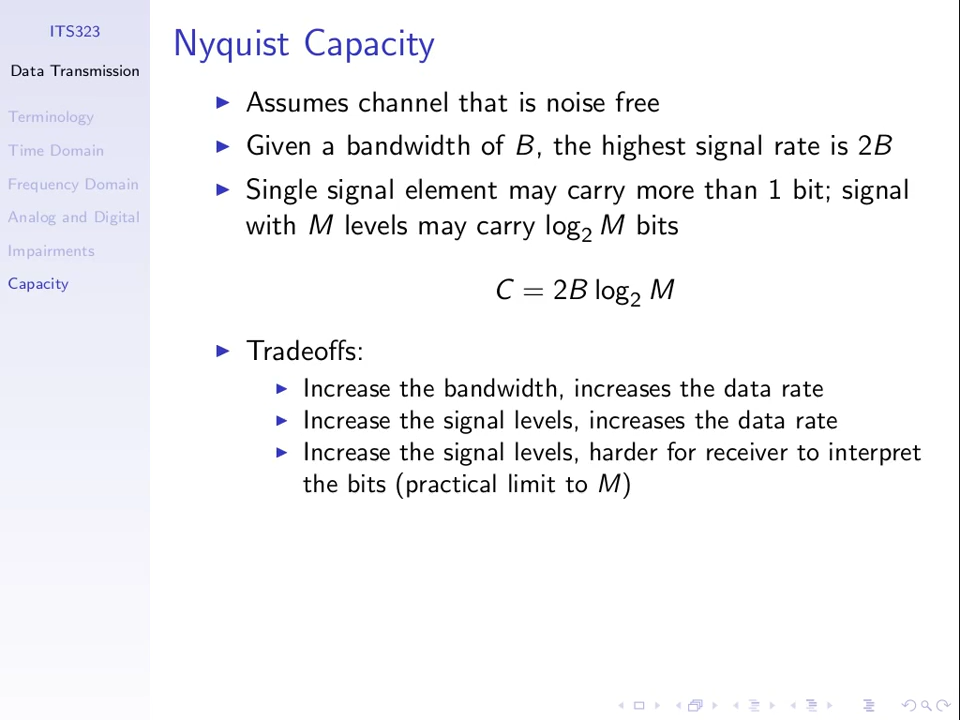 ITS323
Data Transmission
Terminology
Time Domain
Frequency Domain
Analog and Digital
Impairments
Capacity
Nyquist Capacity
Assumes channel that is noise free
Given a bandwidth of B, the highest signal rate is 2B
Single signal element may carry more than 1 bit; signal
with M levels may carry log₂ M bits
C = 2B log₂ M
Tradeoffs:
Increase the bandwidth, increases the data rate
Increase the signal levels, increases the data rate
Increase the signal levels, harder for receiver to interpret
the bits (practical limit to M)